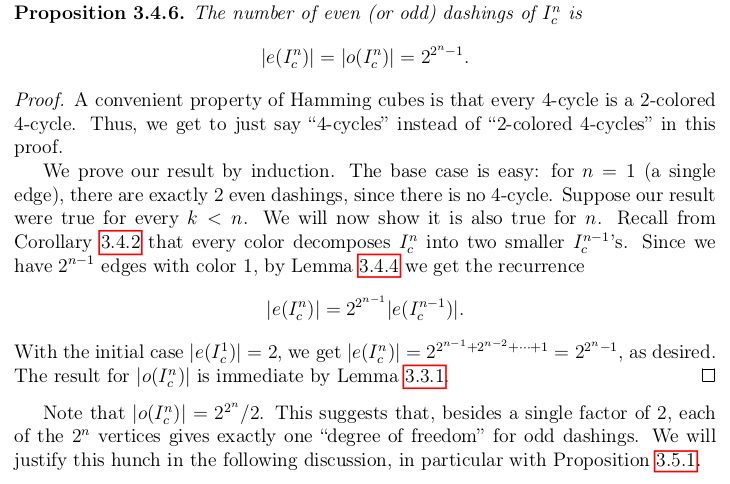 Proposition 3.4.6. The number of even (or odd) dashings of $I_c^n$ is
$|e(I_c^n)| = |o(I_c^n)| = 2^{2^n-1}.$
Proof. A convenient property of Hamming cubes is that every 4-cycle is a 2-colored
4-cycle. Thus, we get to just say “4-cycles” instead of “2-colored 4-cycles” in this
proof.
We prove our result by induction. The base case is easy: for $n = 1$ (a single
edge), there are exactly 2 even dashings, since there is no 4-cycle. Suppose our result
were true for every $k < n$. We will now show it is also true for $n$. Recall from
Corollary 3.4.2 that every color decomposes $I_c^n$ into two smaller $I_c^{n-1}$’s. Since we
have $2^{n-1}$ edges with color 1, by Lemma 3.4.4 we get the recurrence
$|e(I_c^n)| = 2^{2^{n-1}}|e(I_c^{n-1})|.$
With the initial case $|e(I_c^1)| = 2$, we get $|e(I_c^n)| = 2^{2^{n-1}+2^{n-2}+\cdots+1} = 2^{2^n-1}$, as desired.
The result for $|o(I_c^n)|$ is immediate by Lemma 3.3.1. □
Note that $|o(I_c^n)| = 2^{2^n}/2$. This suggests that, besides a single factor of 2, each
of the $2^n$ vertices gives exactly one “degree of freedom” for odd dashings. We will
justify this hunch in the following discussion, in particular with Proposition 3.5.1.